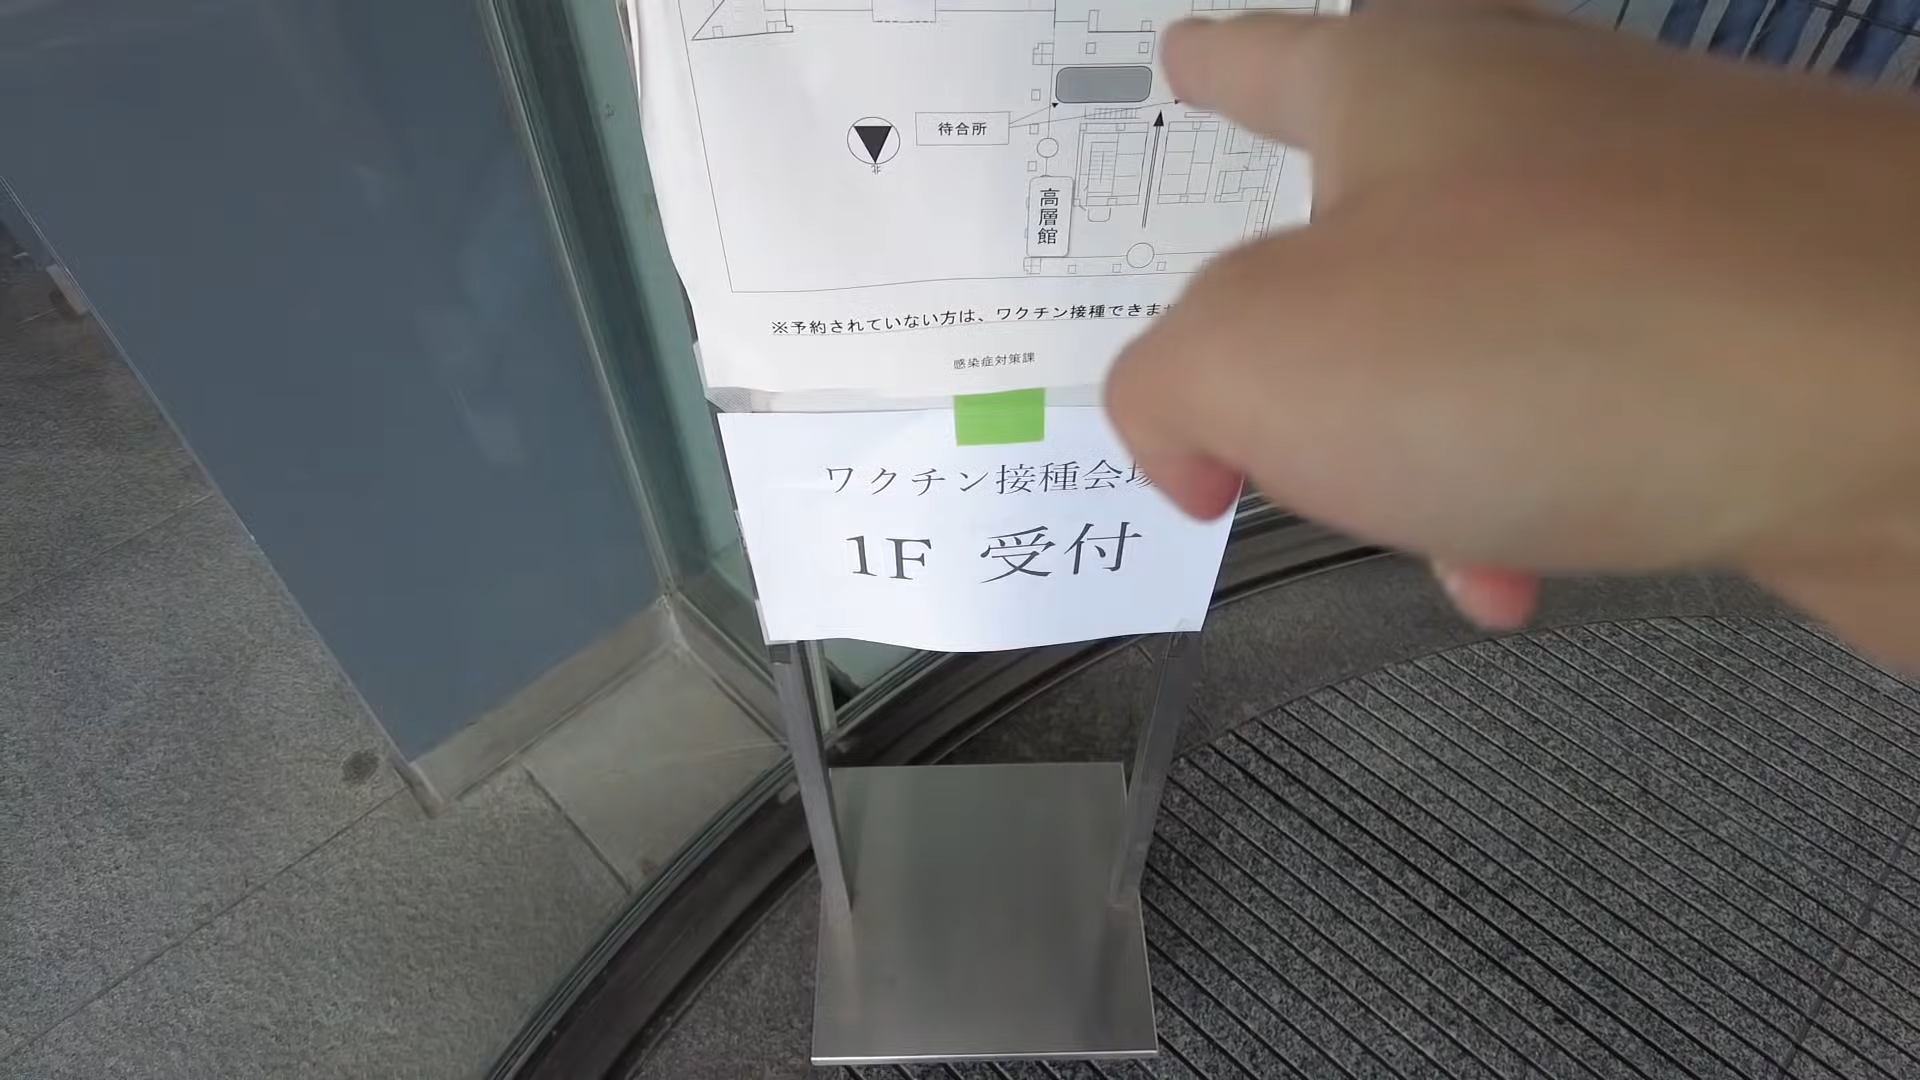 待合所
北
高層館
※予約されていない方は、ワクチン接種できま
感染症対策課
ワクチン接種会場
1F 受付